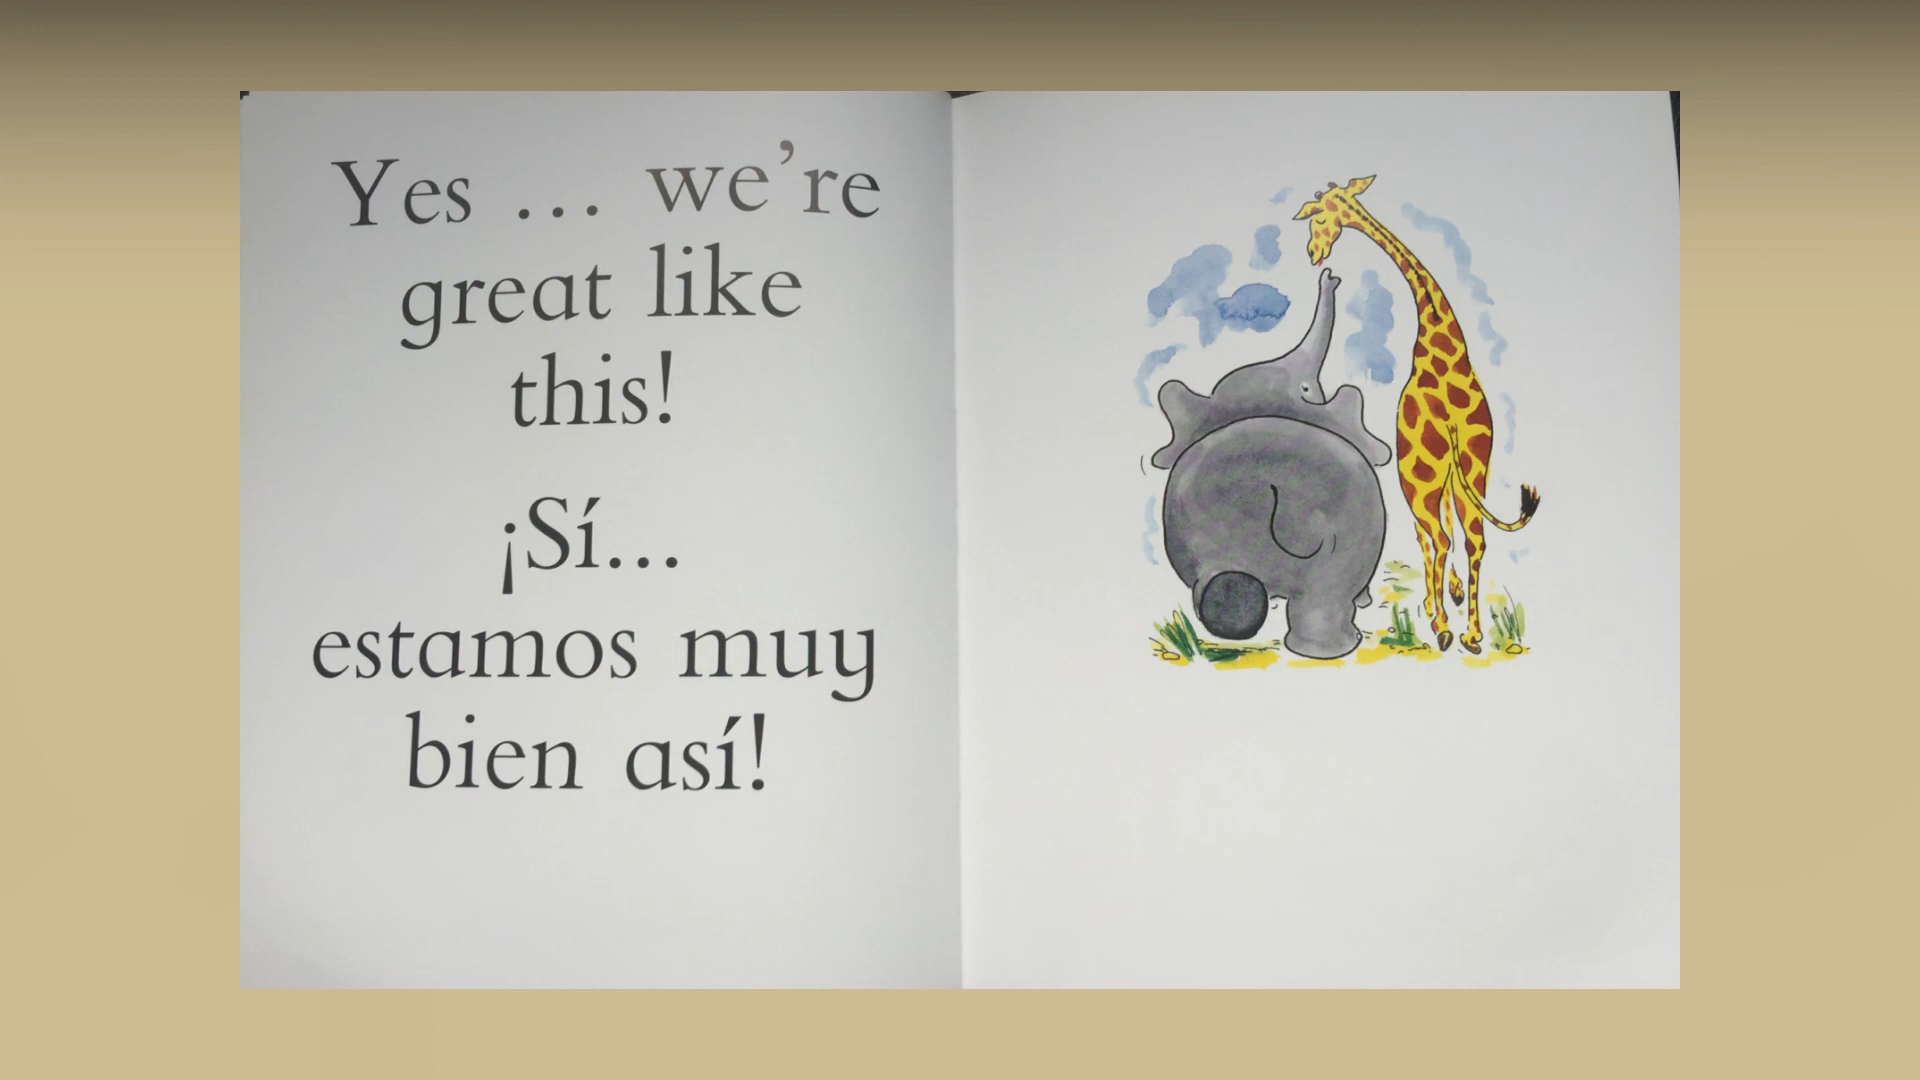 Yes ... we're
great like
this!
¡Sí...
estamos muy
bien así!